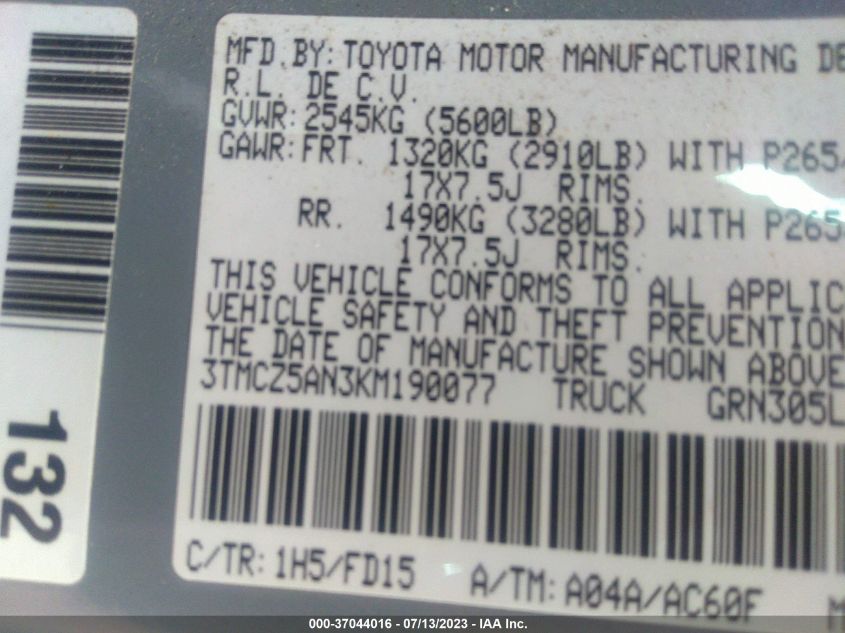 MFD.BY: TOYOTA MOTOR MANUFACTURING DE
R.L. DE C.V.
GVWR: 2545KG (5600LB)
GAWR: FRT. 1320KG (2910LB) WITH P265
17X7.5J RIMS.
RR. 1490KG (3280LB) WITH P265
17X7.5J RIMS.
THIS VEHICLE CONFORMS TO ALL APPLIC
VEHICLE SAFETY AND THEFT PREVENTION
THE DATE OF MANUFACTURE SHOWN ABOVE
3TMCZ5AN3KM190077 TRUCK GRN305L
C/TR: 1H5/FD15 A/TM: A04A/AC60F M
132
000-37044016 - 07/13/2023 - IAA Inc.